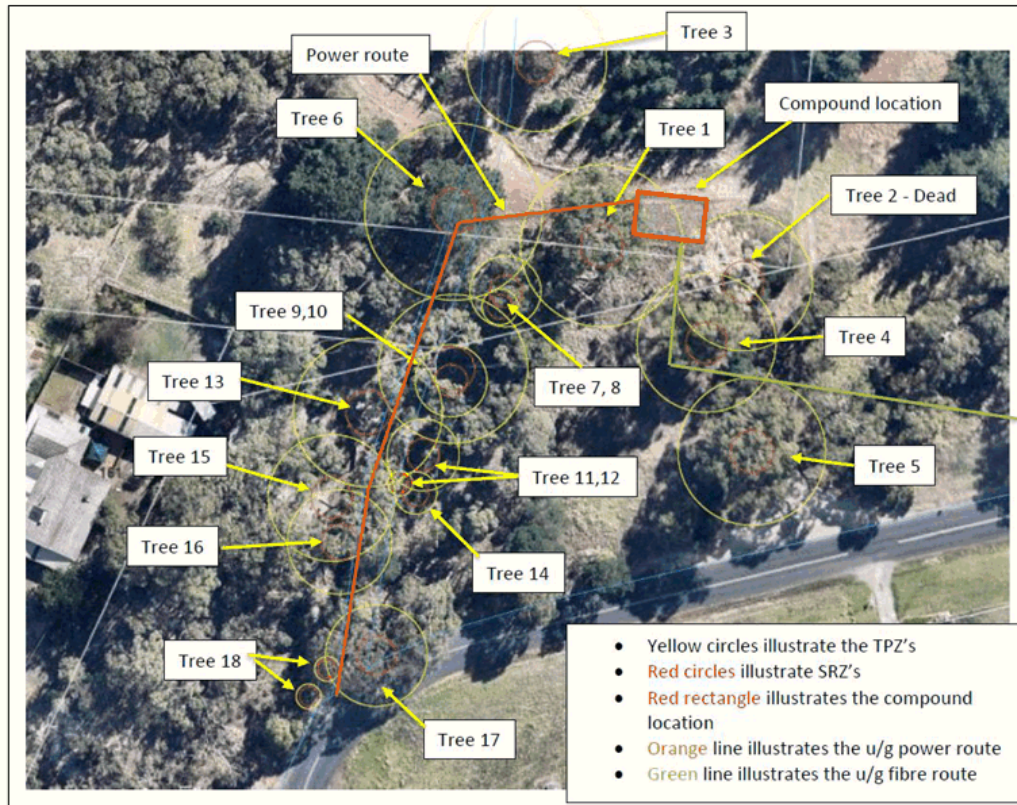 Tree 3
Power route
Compound location
Tree 6
Tree 1
Tree 2 - Dead
Tree 9,10
Tree 4
Tree 13
Tree 7, 8
Tree 15
Tree 5
Tree 11,12
Tree 16
Tree 14
Tree 18
Tree 17
• Yellow circles illustrate the TPZ's
• Red circles illustrate SRZ's
• Red rectangle illustrates the compound
location
• Orange line illustrates the u/g power route
• Green line illustrates the u/g fibre route